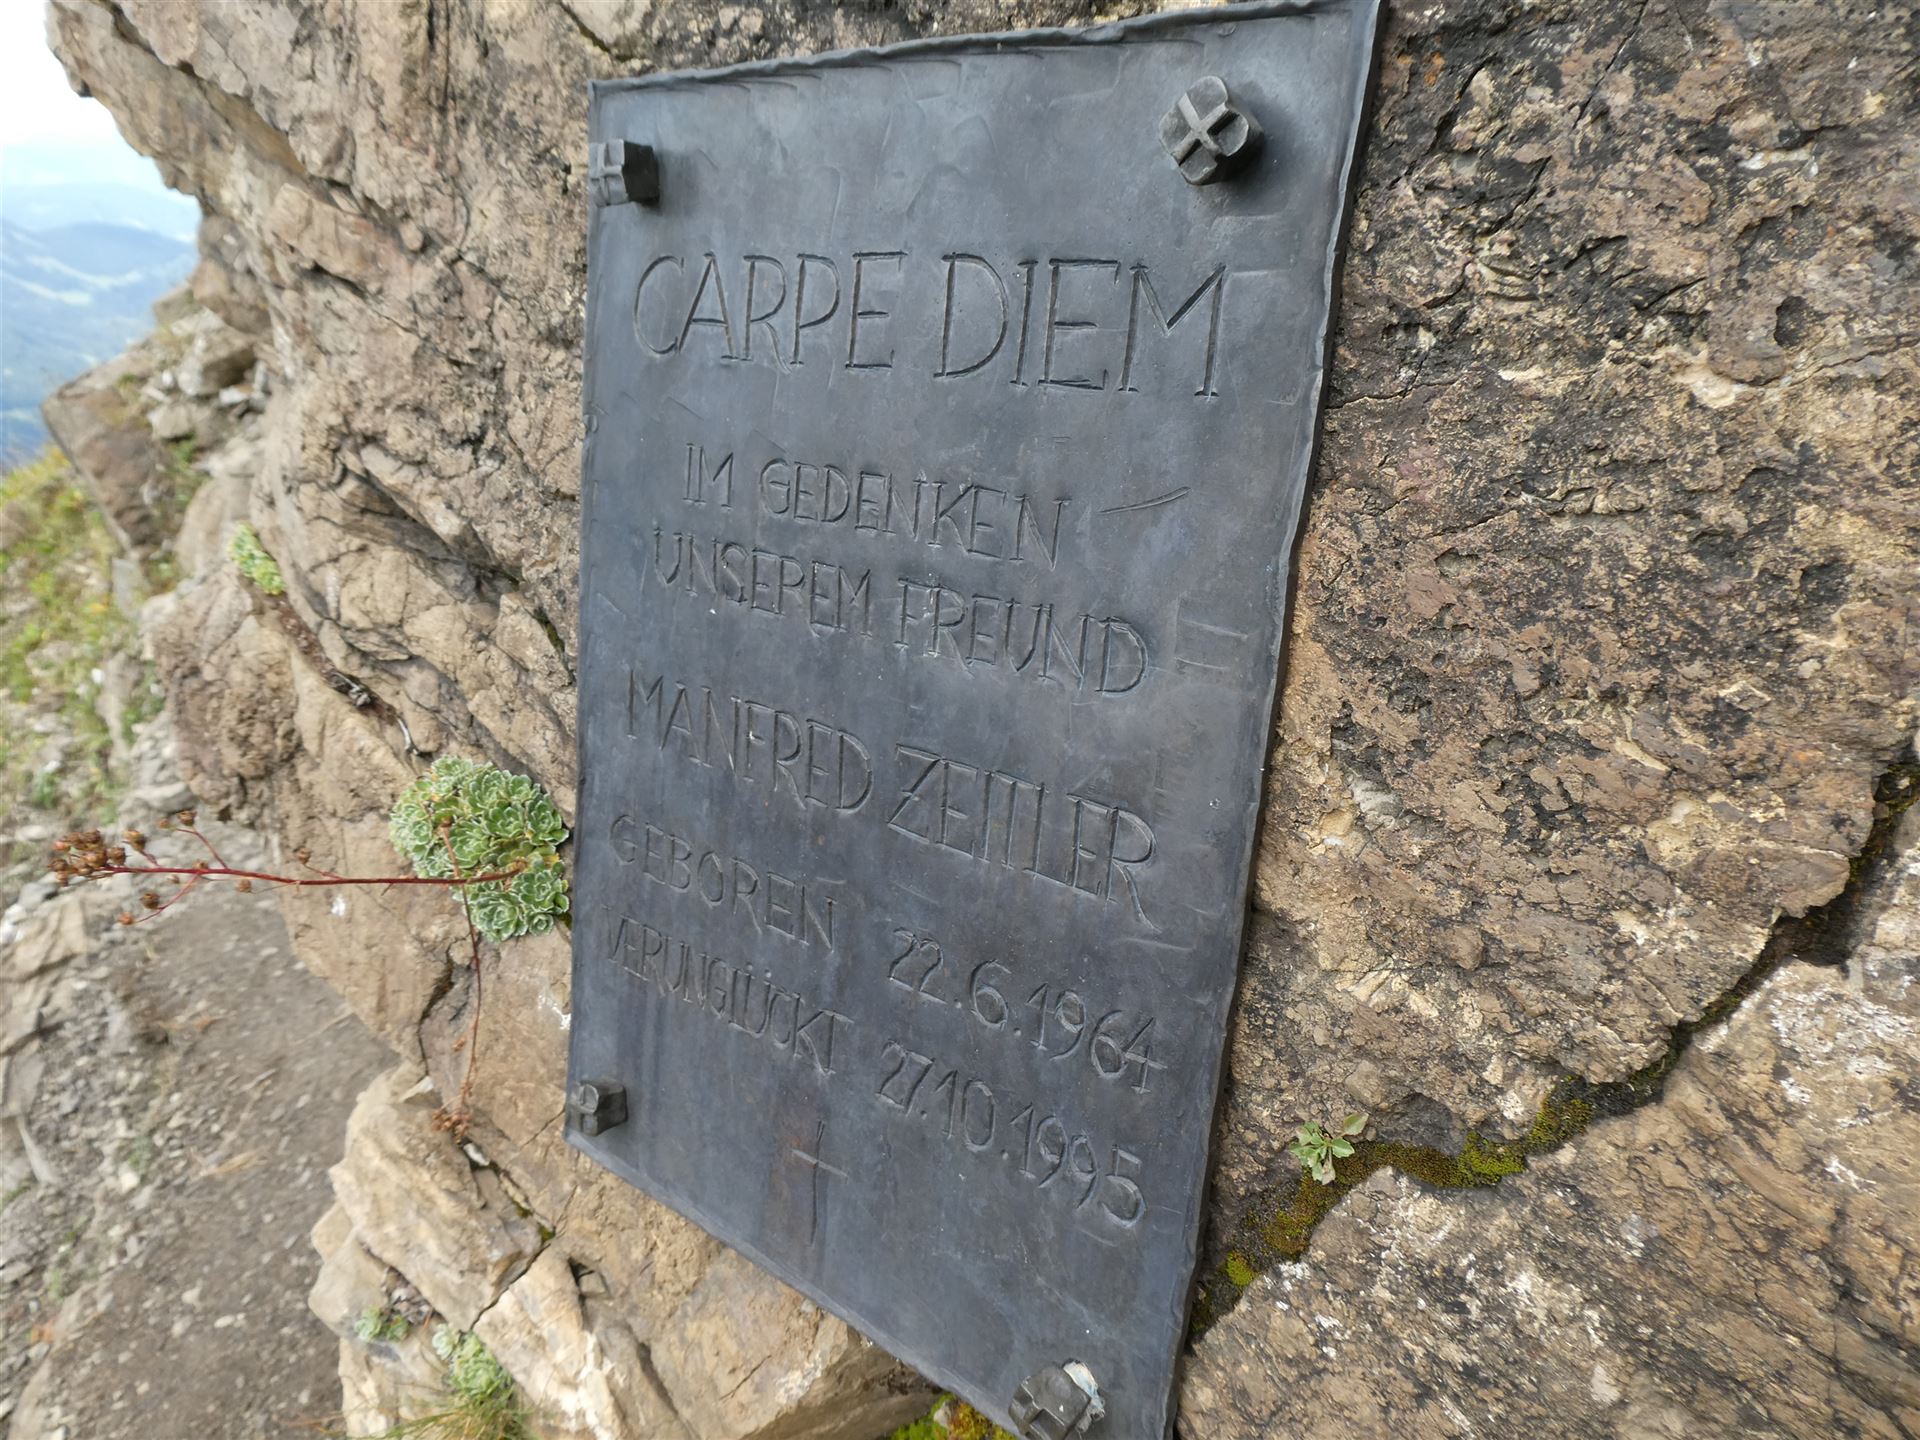 CARPE DIEM
IM GEDENKEN
UNSEREM FREUND
MANFRED ZEITLER
GEBOREN 22.6.1964
VERUNGLÜCKT 27.10.1995